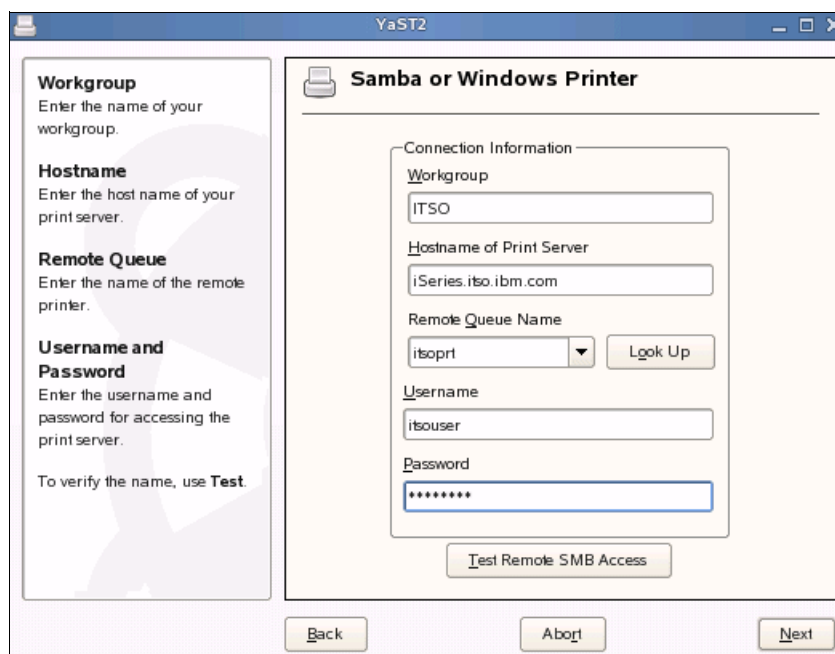 YaST2
Workgroup
Enter the name of your
workgroup.
Hostname
Enter the host name of your
print server.
Remote Queue
Enter the name of the remote
printer.
Username and
Password
Enter the username and
password for accessing the
print server.
To verify the name, use Test.
Samba or Windows Printer
Connection Information
Workgroup
ITSO
Hostname of Print Server
iSeries.itso.ibm.com
Remote Queue Name
itsoprt
Look Up
Username
itsouser
Password
********
Test Remote SMB Access
Back
Abort
Next